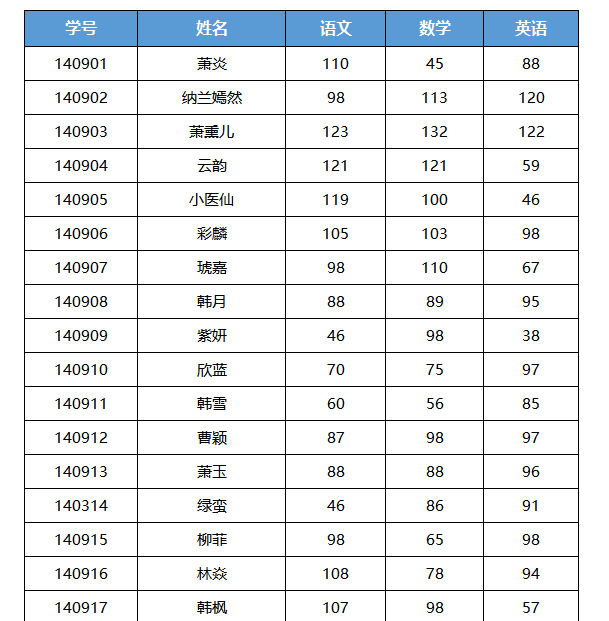 学号 姓名 语文 数学 英语
140901 萧炎 110 45 88
140902 纳兰嫣然 98 113 120
140903 萧熏儿 123 132 122
140904 云韵 121 121 59
140905 小医仙 119 100 46
140906 彩麟 105 103 98
140907 琥嘉 98 110 67
140908 韩月 88 89 95
140909 紫妍 46 98 38
140910 欣蓝 70 75 97
140911 韩雪 60 56 85
140912 曹颖 87 98 97
140913 萧玉 88 88 96
140314 绿蛮 46 86 91
140915 柳菲 98 65 98
140916 林焱 108 78 94
140917 韩枫 107 98 57